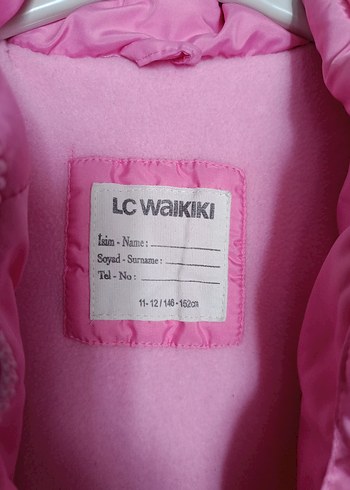 LC WAIKIKI
İsim - Name :
Soyad - Surname :
Tel - No :
11-12 / 146 - 152cm